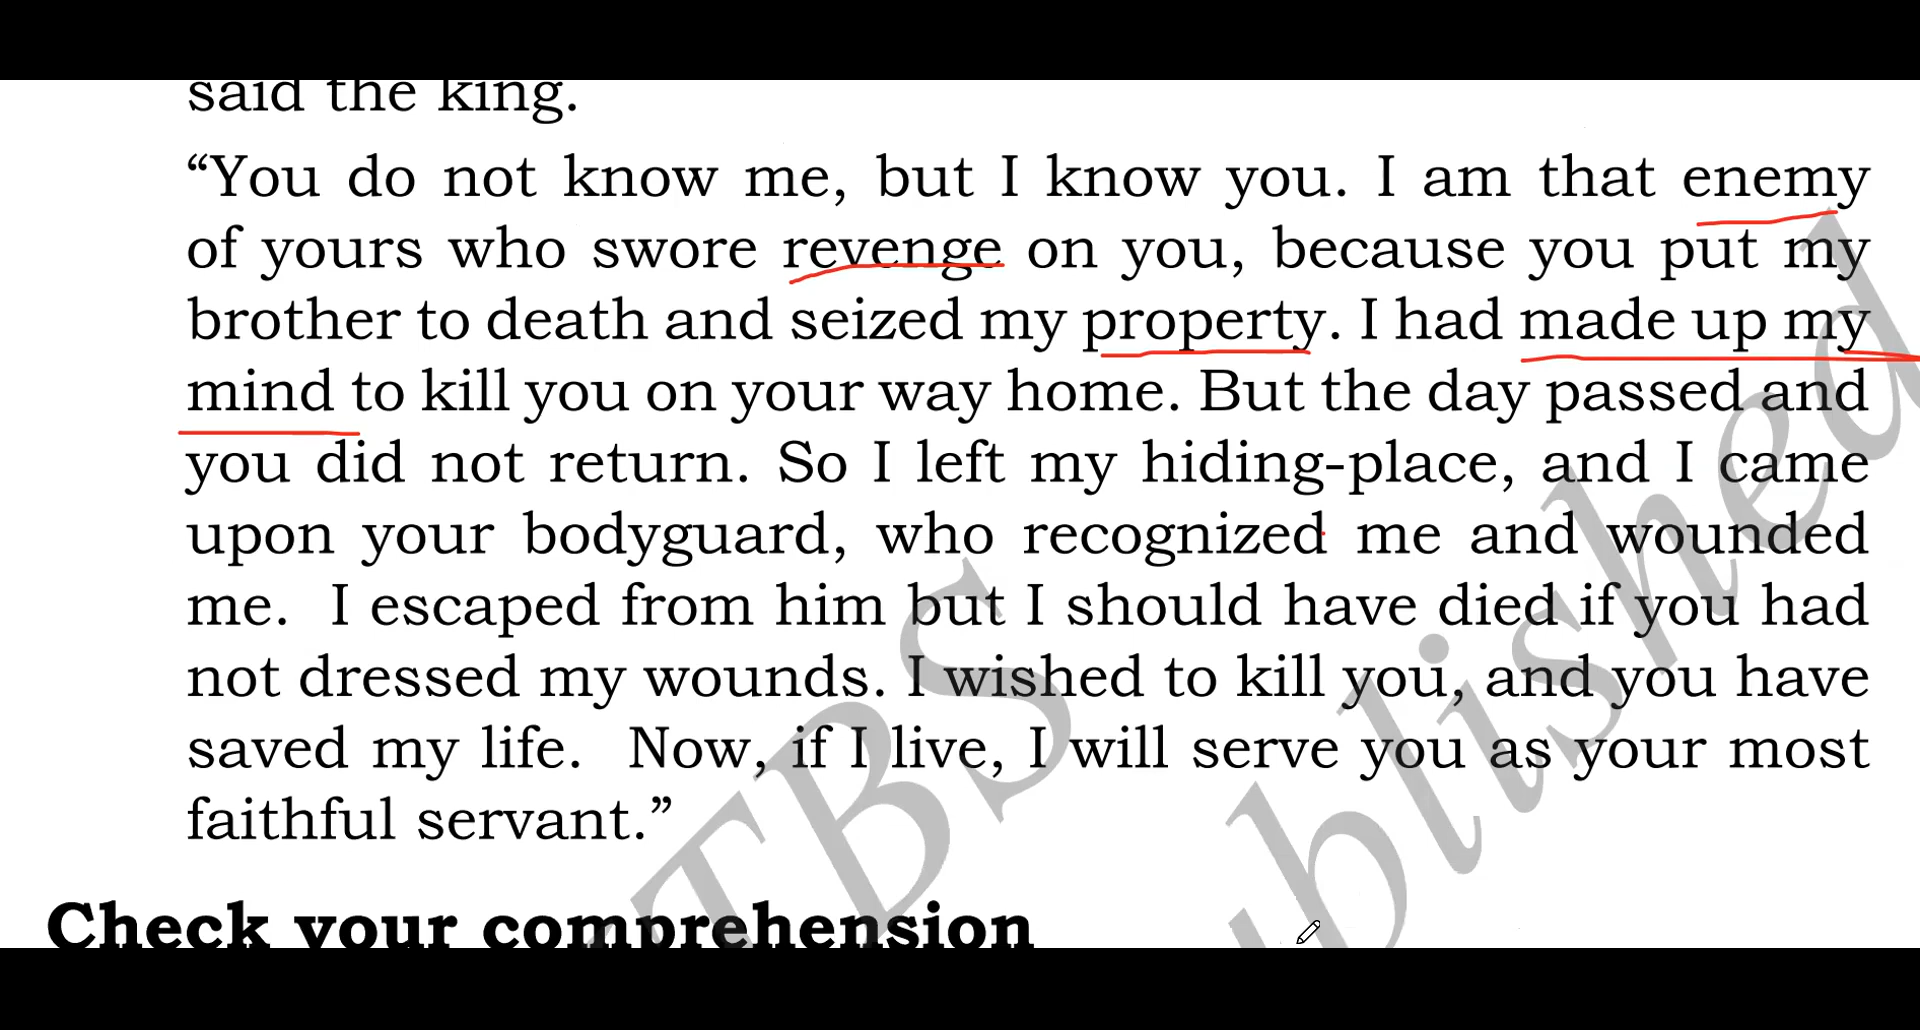 said the king.
“You do not know me, but I know you. I am that enemy
of yours who swore revenge on you, because you put my
brother to death and seized my property. I had made up my
mind to kill you on your way home. But the day passed and
you did not return. So I left my hiding-place, and I came
upon your bodyguard, who recognized me and wounded
me. I escaped from him but I should have died if you had
not dressed my wounds. I wished to kill you, and you have
saved my life. Now, if I live, I will serve you as your most
faithful servant.”
Check your comprehension
TBS
blished